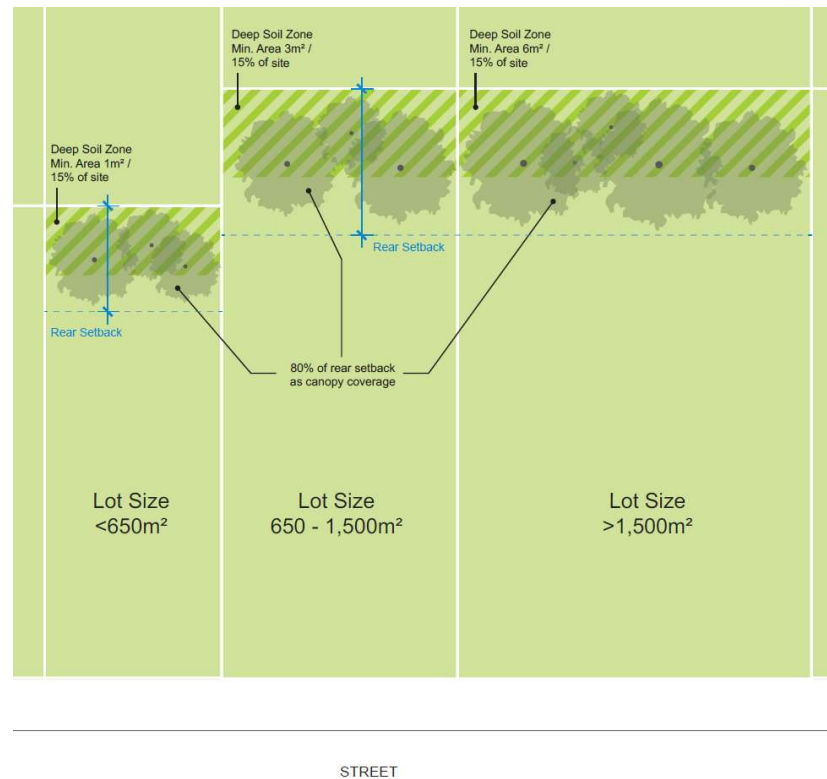 Deep Soil Zone
Min. Area 3m² /
15% of site
Deep Soil Zone
Min. Area 6m² /
15% of site
Deep Soil Zone
Min. Area 1m² /
15% of site
Rear Setback
Rear Setback
80% of rear setback
as canopy coverage
Lot Size
<650m²
Lot Size
650 - 1,500m²
Lot Size
>1,500m²
STREET